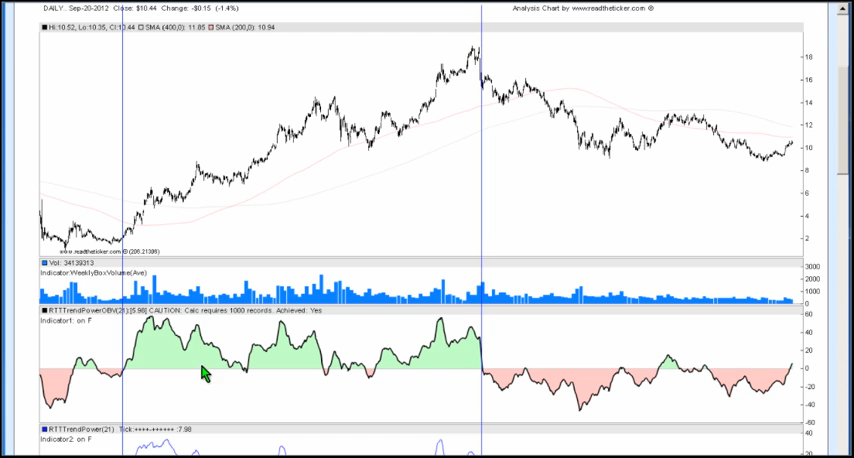 DAILY.. Sep-20-2012 Close: $10.44 Change: -$0.15 (-1.4%) Analysis Chart by www.readtheticker.com ©
Hi:10.52, Lo:10.35, Cl:10.44 SMA (400,0): 11.85 SMA (200,0): 10.94
18
16
14
12
10
8
6
4
2
www.readtheticker.com ©
Vol: 34139313
Indicator:WeeklyBoxVolume(Ave)
3000
2000
1000
0
RTTTrendPowerOBV(21):[5.98] CAUTION: Calc requires 1000 records. Achieved: Yes
Indicator1: on F
60
40
20
0
-20
-40
-60
RTTTrendPower(21) Tick:++++-++++++ :7.98
Indicator2: on F
40
20